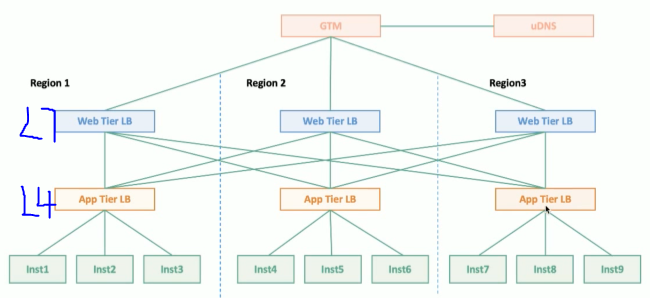 GTM uDNS
Region 1 Region 2 Region3
L7 Web Tier LB Web Tier LB Web Tier LB
L4 App Tier LB App Tier LB App Tier LB
Inst1 Inst2 Inst3 Inst4 Inst5 Inst6 Inst7 Inst8 Inst9